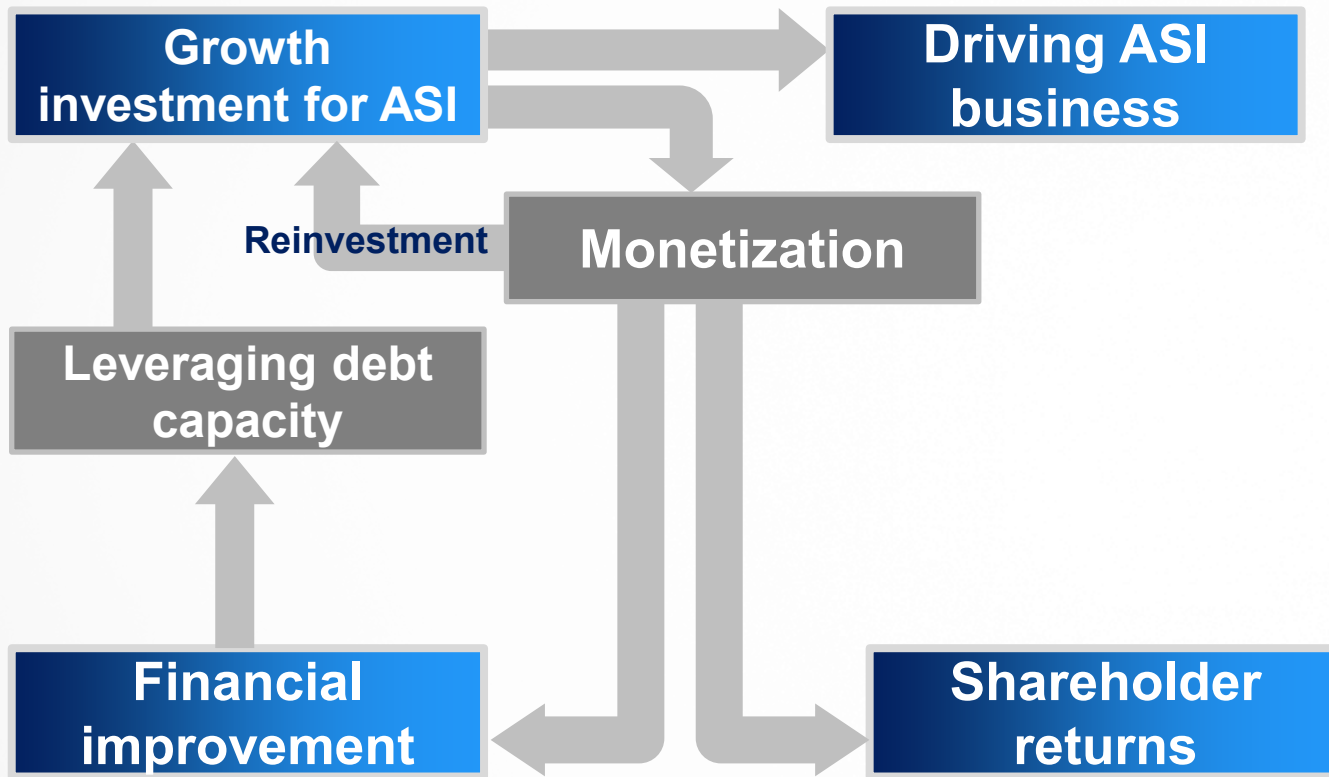 Growth
investment for ASI
Driving ASI
business
Reinvestment
Monetization
Leveraging debt
capacity
Financial
improvement
Shareholder
returns